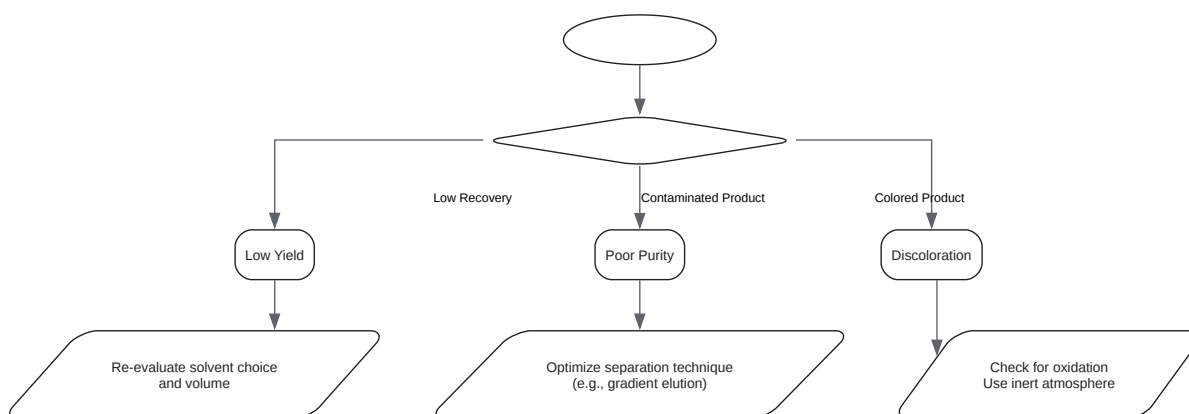 Low Recovery
Contaminated Product
Colored Product
Low Yield
Poor Purity
Discoloration
Re-evaluate solvent choice
and volume
Optimize separation technique
(e.g., gradient elution)
Check for oxidation
Use inert atmosphere